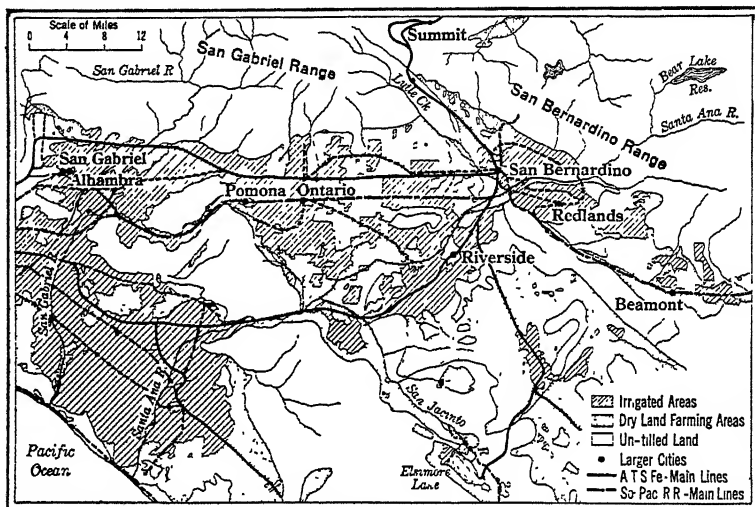 Scale of Miles
0 4 8 12
Summit
San Gabriel Range
San Gabriel R
Lytle Ck.
Bear Lake
Res.
Santa Ana R.
San Bernardino Range
San Gabriel
Alhambra
Pomona
Ontario
San Bernardino
Redlands
Riverside
Beamont
San Gabriel R
Santa Ana R.
San Jacinto
R
Elsinore
Lake
Pacific
Ocean
Irrigated Areas
Dry Land Farming Areas
Un-tilled Land
Larger Cities
A T S Fe-Main Lines
So Pac R R-Main Lines